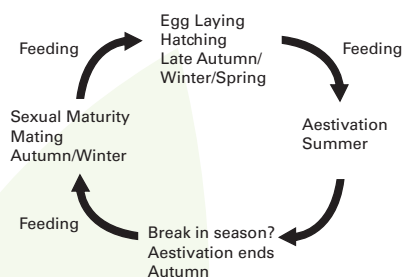 Egg Laying
Hatching
Late Autumn/
Winter/Spring
Feeding
Aestivation
Summer
Break in season?
Aestivation ends
Autumn
Feeding
Sexual Maturity
Mating
Autumn/Winter
Feeding